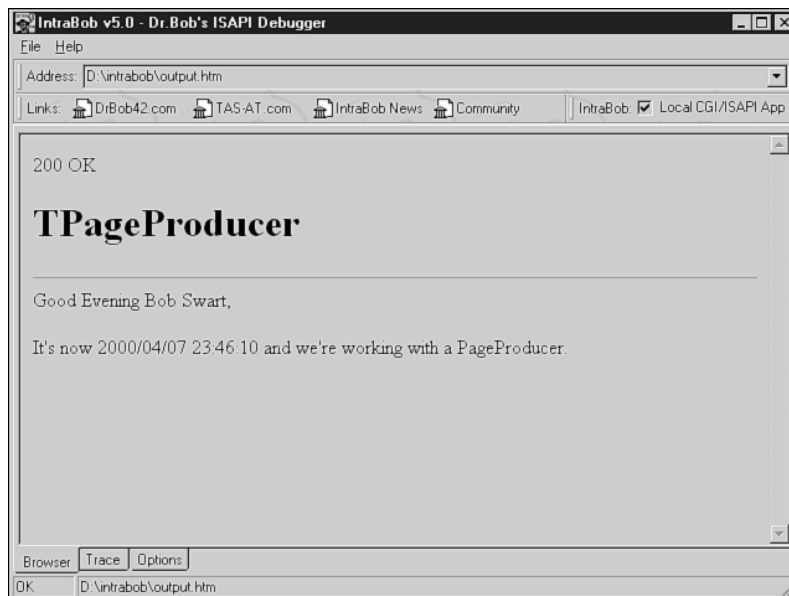 IntraBob v5.0 - Dr.Bob's ISAPI Debugger
File Help
Address: D:\intrabob\output.htm
Links: DrBob42.com TAS-AT.com IntraBob News Community IntraBob: Local CGI/ISAPI App
200 OK
TPageProducer
Good Evening Bob Swart,
It's now 2000/04/07 23:46:10 and we're working with a PageProducer.
Browser Trace Options
OK D:\intrabob\output.htm